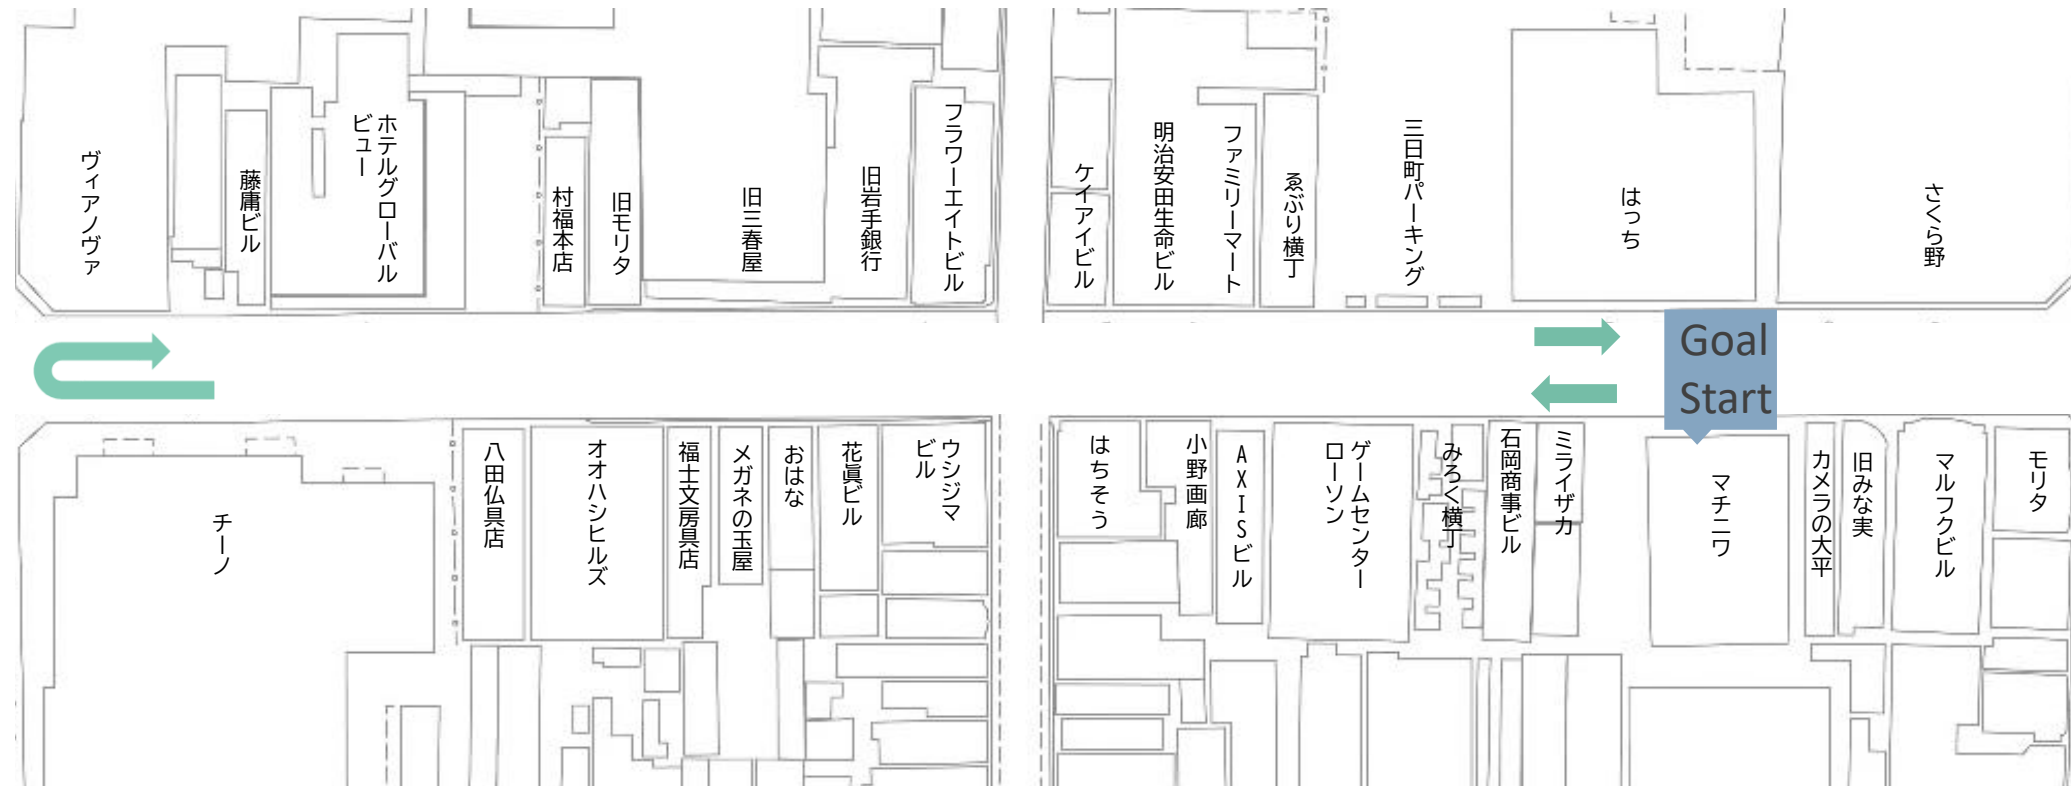 ヴィアノヴァ
藤庸ビル
ホテルグローバル
ビュー
村福本店
旧モリタ
旧三春屋
旧岩手銀行
フラワーエイトビル
ケイアイビル
明治安田生命ビル
ファミリーマート
ゑぶり横丁
三日町パーキング
はっち
さくら野
Goal
Start
チーノ
八田仏具店
オオハシヒルズ
福士文房具店
メガネの玉屋
おはな
花眞ビル
ウシジマ
ビル
はちそう
小野画廊
AXISビル
ゲームセンター
ローソン
みろく横丁
石岡商事ビル
ミライザカ
マチニワ
カメラの大平
旧みな実
マルフクビル
モリタ